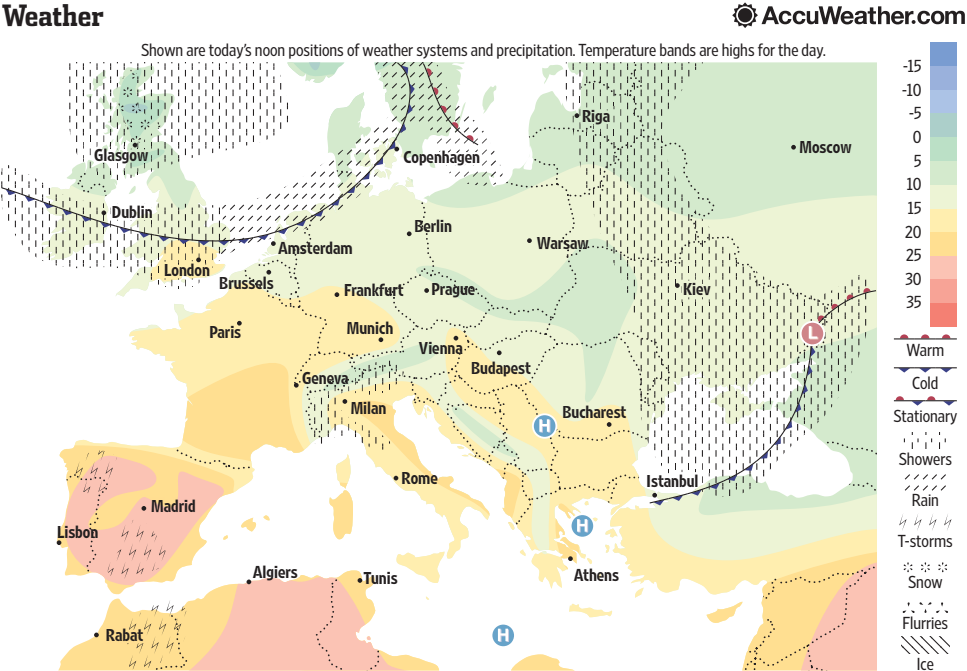 Weather
AccuWeather.com
Shown are today's noon positions of weather systems and precipitation. Temperature bands are highs for the day.
-15
-10
-5
0
5
10
15
20
25
30
35
Warm
Cold
Stationary
Showers
Rain
T-storms
Snow
Flurries
Ice
Riga
Moscow
Glasgow
Copenhagen
Dublin
Berlin
Warsaw
Amsterdam
London
Brussels
Frankfurt
Prague
Kiev
Paris
Munich
Vienna
L
Budapest
Geneva
Milan
Bucharest
H
Rome
Istanbul
Madrid
Lisbon
H
Athens
Algiers
Tunis
Rabat
H